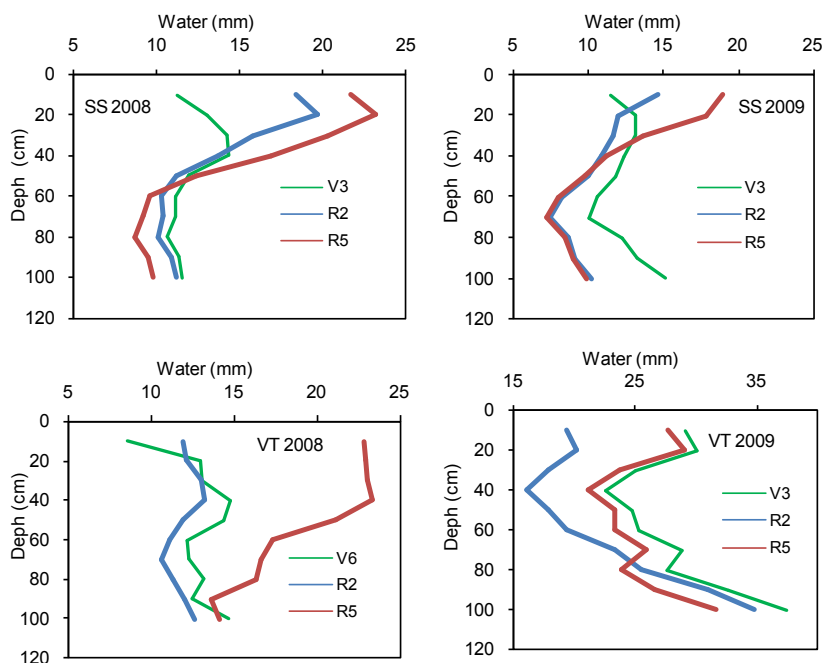 Water (mm)
5 10 15 20 25
0
20
40
60
80
100
120
Deph (cm)
SS 2008
V3
R2
R5
Water (mm)
5 10 15 20 25
0
20
40
60
80
100
120
Deph (cm)
SS 2009
V3
R2
R5
Water (mm)
5 10 15 20 25
0
20
40
60
80
100
120
Deph (cm)
VT 2008
V6
R2
R5
Water (mm)
15 25 35
0
20
40
60
80
100
120
Deph (cm)
VT 2009
V3
R2
R5